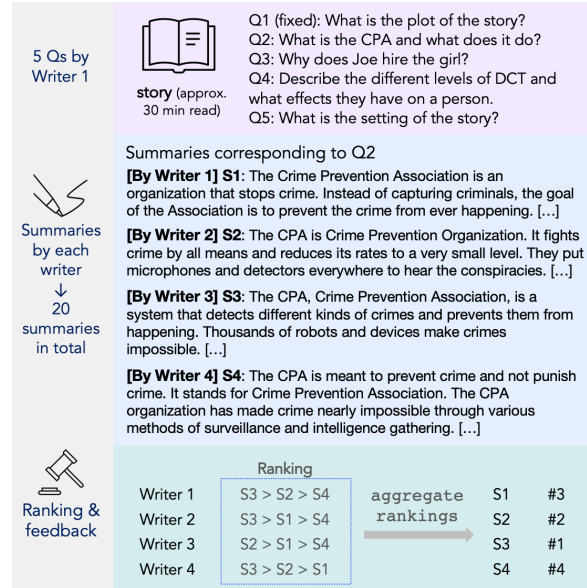 5 Qs by
Writer 1
story (approx.
30 min read)
Q1 (fixed): What is the plot of the story?
Q2: What is the CPA and what does it do?
Q3: Why does Joe hire the girl?
Q4: Describe the different levels of DCT and
what effects they have on a person.
Q5: What is the setting of the story?
Summaries
by each
writer
↓
20
summaries
in total
Summaries corresponding to Q2
[By Writer 1] S1: The Crime Prevention Association is an
organization that stops crime. Instead of capturing criminals, the goal
of the Association is to prevent the crime from ever happening. […]
[By Writer 2] S2: The CPA is Crime Prevention Organization. It fights
crime by all means and reduces its rates to a very small level. They put
microphones and detectors everywhere to hear the conspiracies. […]
[By Writer 3] S3: The CPA, Crime Prevention Association, is a
system that detects different kinds of crimes and prevents them from
happening. Thousands of robots and devices make crimes
impossible. […]
[By Writer 4] S4: The CPA is meant to prevent crime and not punish
crime. It stands for Crime Prevention Association. The CPA
organization has made crime nearly impossible through various
methods of surveillance and intelligence gathering. […]
Ranking &
feedback
Ranking
Writer 1 S3 > S2 > S4
Writer 2 S3 > S1 > S4
Writer 3 S2 > S1 > S4
Writer 4 S3 > S2 > S1
aggregate
rankings
S1 #3
S2 #2
S3 #1
S4 #4